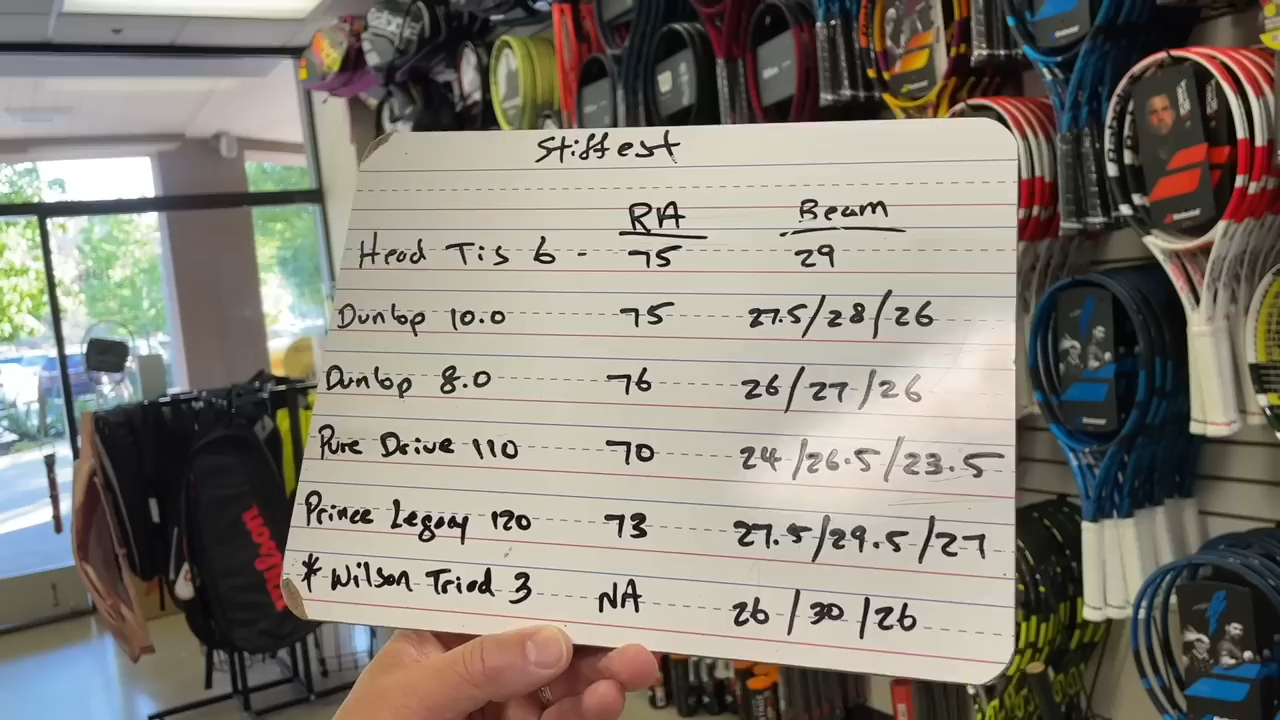 Stiffest
RA Beam
Head Tis 6 - 75 29
Dunlop 10.0 75 27.5/28/26
Dunlop 8.0 76 26/27/26
Pure Drive 110 70 24/26.5/23.5
Prince Legacy 120 73 27.5/29.5/27
* Wilson Triad 3 NA 26/30/26
Wilson